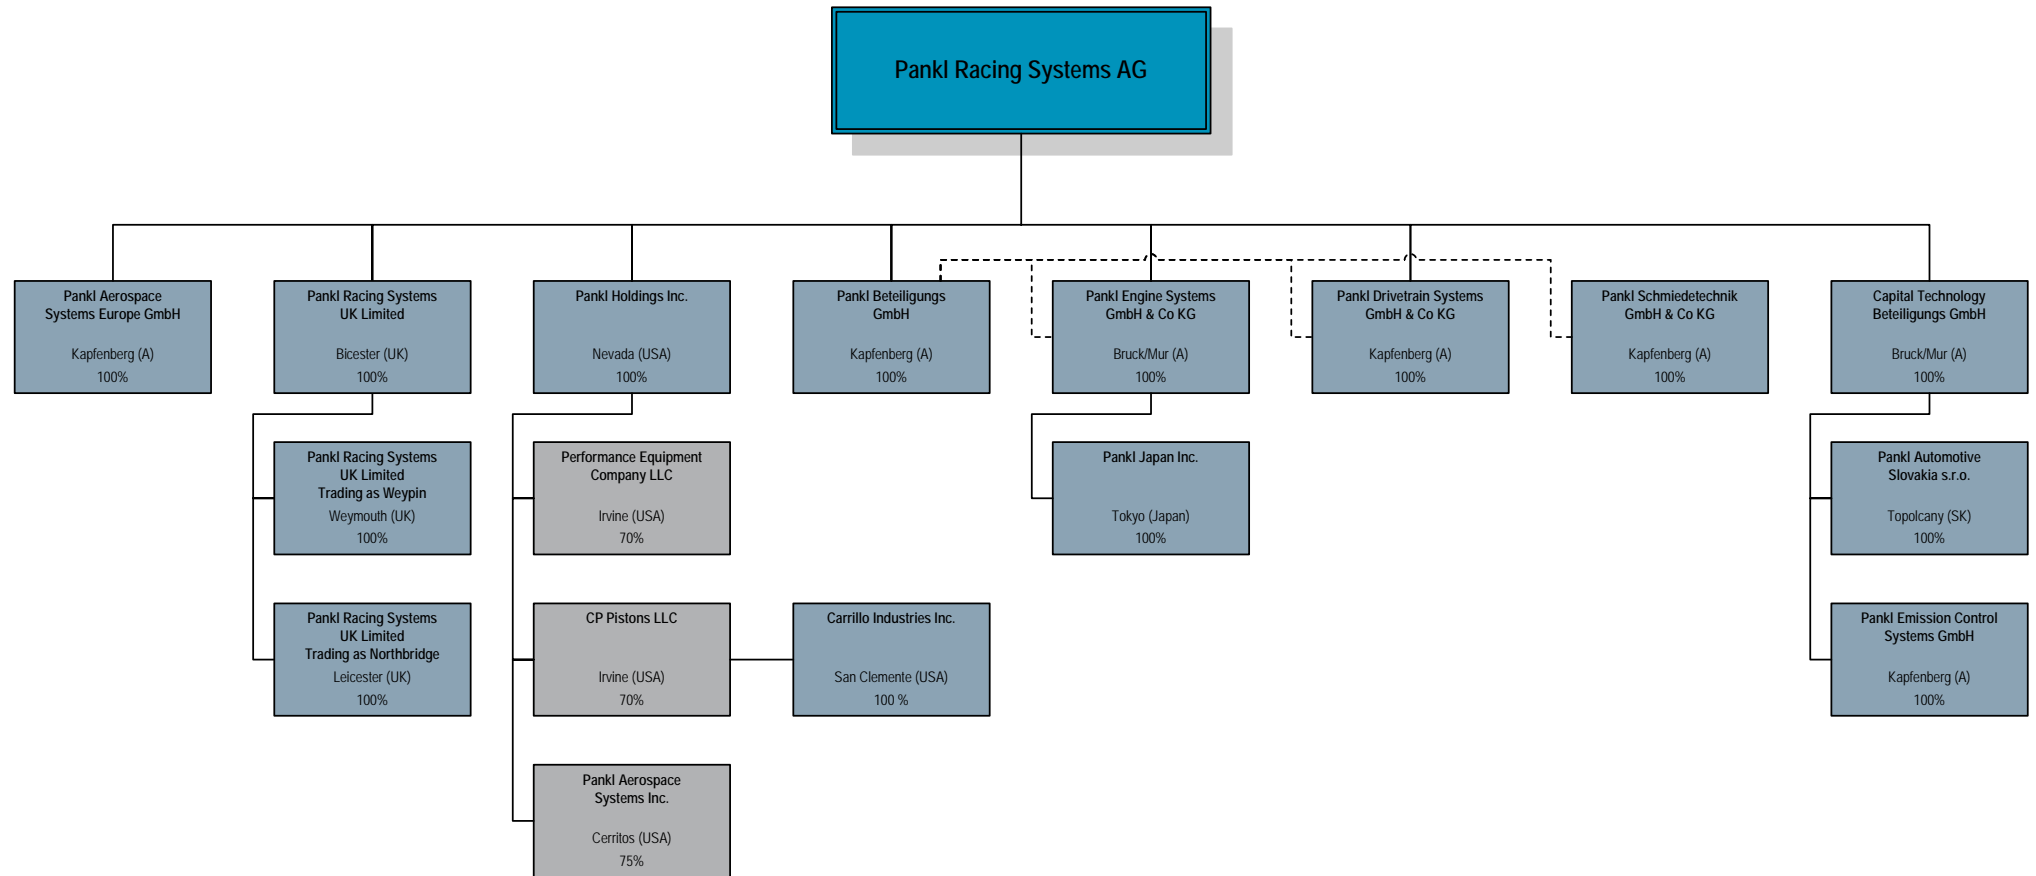 Pankl Racing Systems AG
Pankl Aerospace
Systems Europe GmbH
Kapfenberg (A)
100%
Pankl Racing Systems
UK Limited
Bicester (UK)
100%
Pankl Holdings Inc.
Nevada (USA)
100%
Pankl Beteiligungs
GmbH
Kapfenberg (A)
100%
Pankl Engine Systems
GmbH & Co KG
Bruck/Mur (A)
100%
Pankl Drivetrain Systems
GmbH & Co KG
Kapfenberg (A)
100%
Pankl Schmiedetechnik
GmbH & Co KG
Kapfenberg (A)
100%
Capital Technology
Beteiligungs GmbH
Bruck/Mur (A)
100%
Pankl Racing Systems
UK Limited
Trading as Weypin
Weymouth (UK)
100%
Performance Equipment
Company LLC
Irvine (USA)
70%
Pankl Japan Inc.
Tokyo (Japan)
100%
Pankl Automotive
Slovakia s.r.o.
Topolcany (SK)
100%
Pankl Racing Systems
UK Limited
Trading as Northbridge
Leicester (UK)
100%
CP Pistons LLC
Irvine (USA)
70%
Carrillo Industries Inc.
San Clemente (USA)
100 %
Pankl Emission Control
Systems GmbH
Kapfenberg (A)
100%
Pankl Aerospace
Systems Inc.
Cerritos (USA)
75%